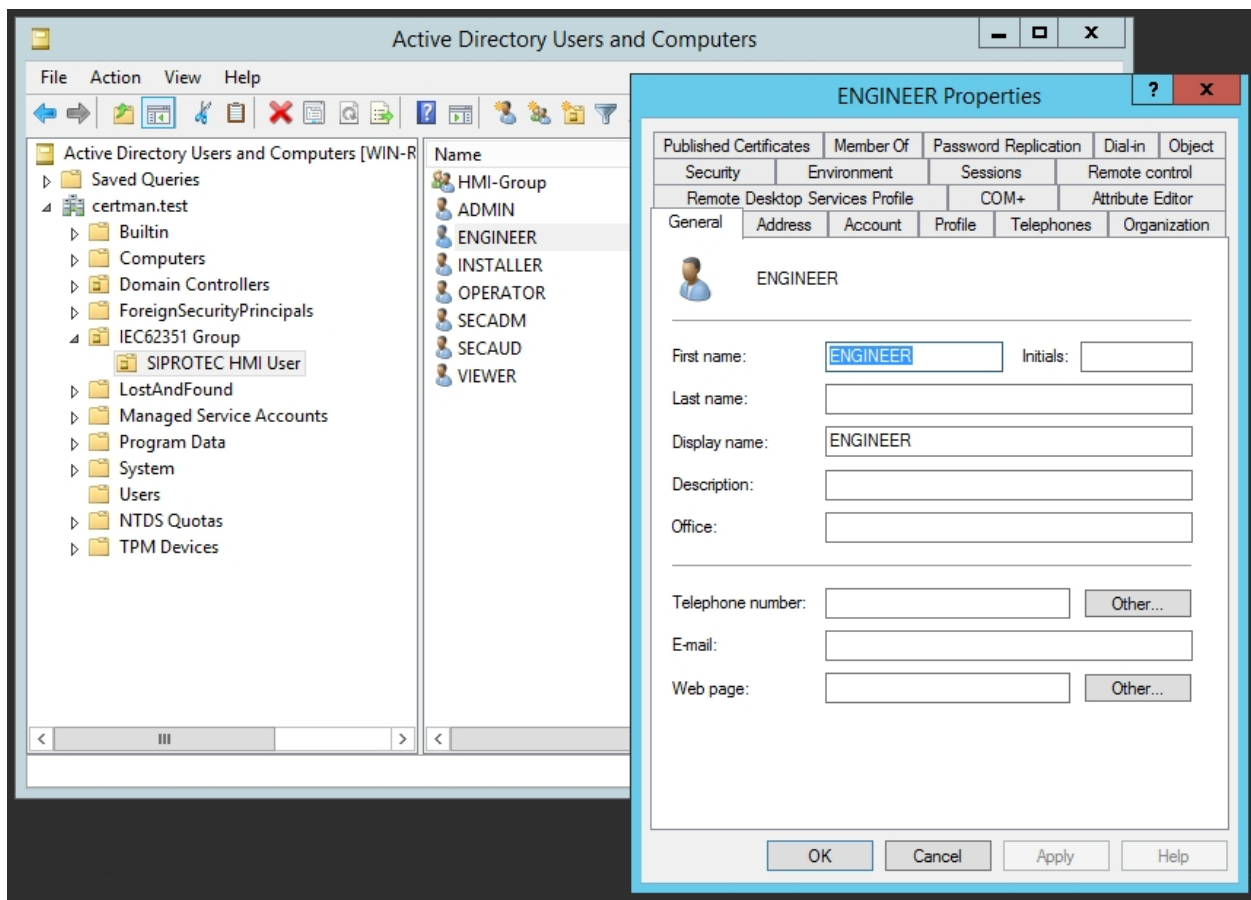 Active Directory Users and Computers
File Action View Help
Active Directory Users and Computers [WIN-R
Saved Queries
certman.test
Builtin
Computers
Domain Controllers
ForeignSecurityPrincipals
IEC62351 Group
SIPROTEC HMI User
LostAndFound
Managed Service Accounts
Program Data
System
Users
NTDS Quotas
TPM Devices
Name
HMI-Group
ADMIN
ENGINEER
INSTALLER
OPERATOR
SECADM
SECAUD
VIEWER
ENGINEER Properties
? x
Published Certificates Member Of Password Replication Dial-in Object
Security Environment Sessions Remote control
Remote Desktop Services Profile COM+ Attribute Editor
General Address Account Profile Telephones Organization
ENGINEER
First name: ENGINEER Initials:
Last name:
Display name: ENGINEER
Description:
Office:
Telephone number: Other...
E-mail:
Web page: Other...
OK Cancel Apply Help